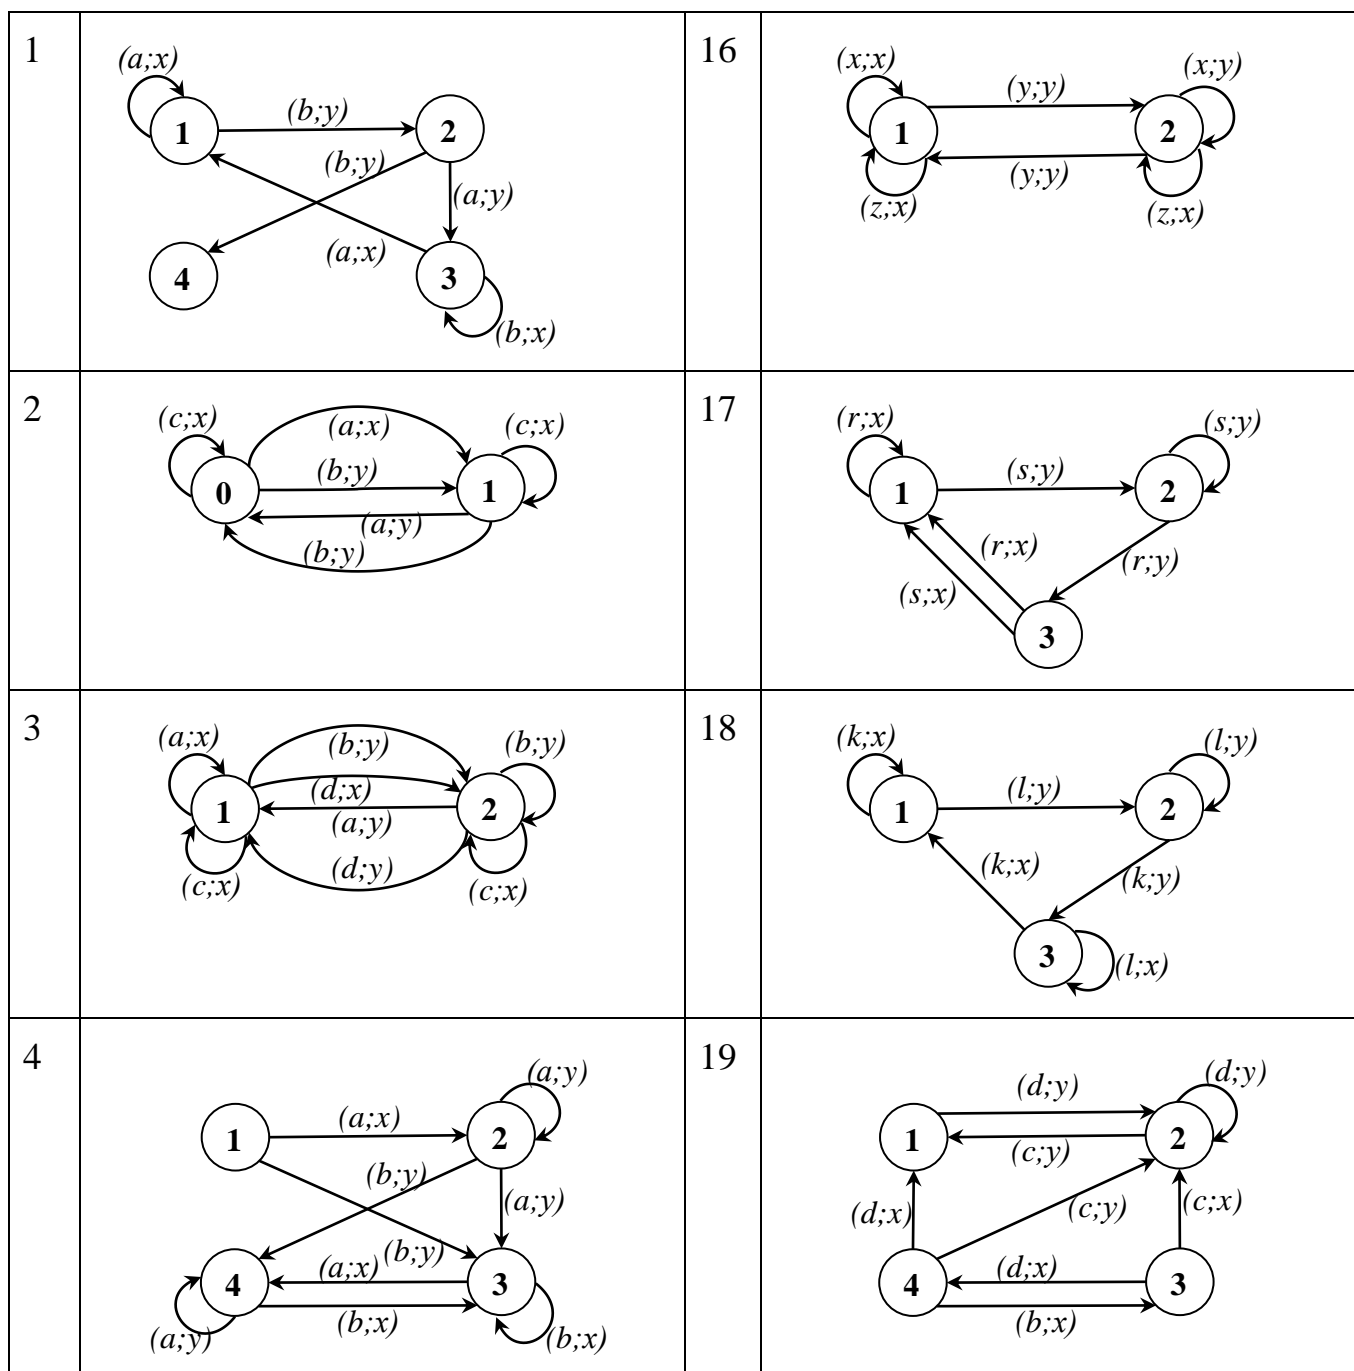 1
(a;x)
(b;y)
1
2
(b;y)
(a;y)
(a;x)
4
3
(b;x)
16
(x;x)
(x;y)
(y;y)
1
2
(y;y)
(z;x)
(z;x)
2
(c;x)
(a;x)
(c;x)
(b;y)
0
1
(a;y)
(b;y)
17
(r;x)
(s;y)
(s;y)
1
2
(r;x)
(r;y)
(s;x)
3
3
(a;x)
(b;y)
(b;y)
(d;x)
1
2
(a;y)
(d;y)
(c;x)
(c;x)
18
(k;x)
(l;y)
(l;y)
1
2
(k;x)
(k;y)
3
(l;x)
4
(a;y)
(a;x)
1
2
(b;y)
(a;y)
(b;y)
(a;x)
4
3
(b;x)
(a;y)
(b;x)
19
(d;y)
(d;y)
1
2
(c;y)
(d;x)
(c;y)
(c;x)
(d;x)
4
3
(b;x)